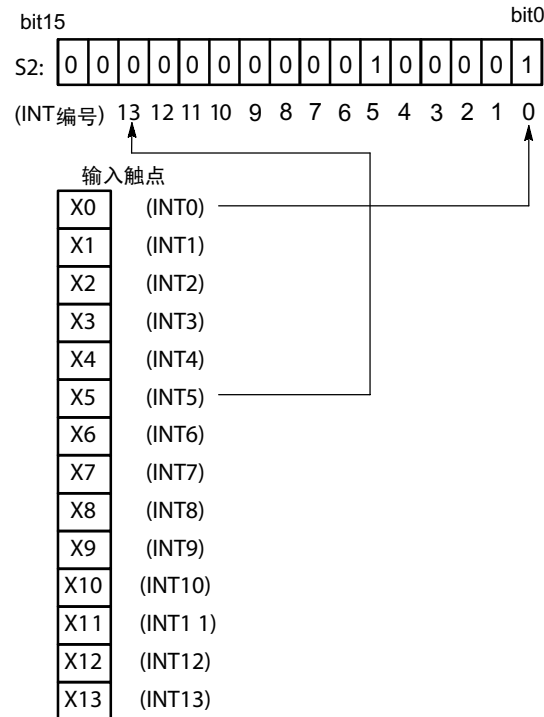 bit15 bit0
S2: 0 0 0 0 0 0 0 0 0 0 1 0 0 0 0 1
(INT编号) 13 12 11 10 9 8 7 6 5 4 3 2 1 0
输入触点
X0 (INT0)
X1 (INT1)
X2 (INT2)
X3 (INT3)
X4 (INT4)
X5 (INT5)
X6 (INT6)
X7 (INT7)
X8 (INT8)
X9 (INT9)
X10 (INT10)
X11 (INT1 1)
X12 (INT12)
X13 (INT13)